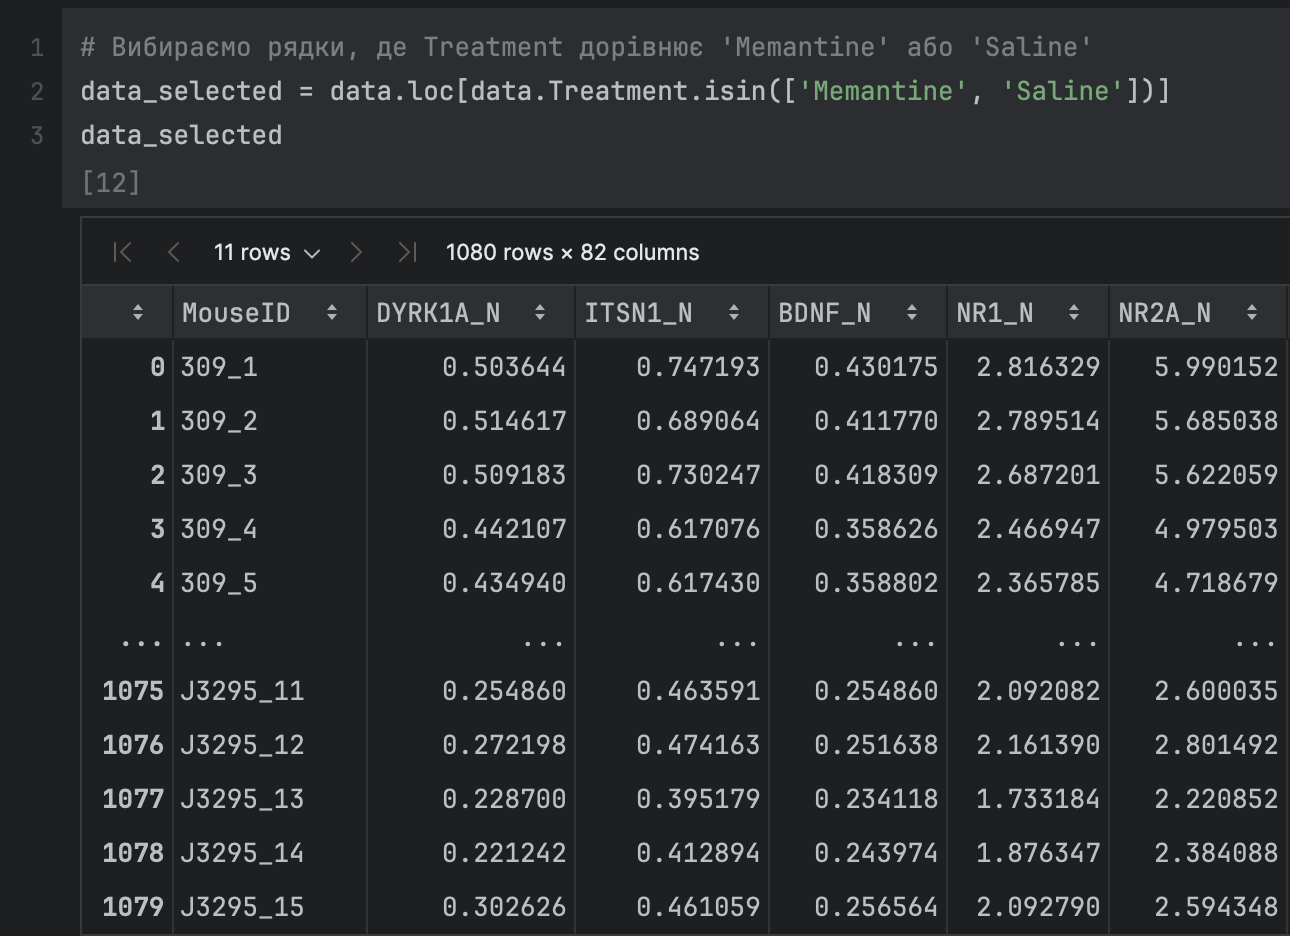 1 # Вибираємо рядки, де Treatment дорівнює 'Memantine' або 'Saline'
2 data_selected = data.loc[data.Treatment.isin(['Memantine', 'Saline'])]
3 data_selected
[12]
11 rows 1080 rows × 82 columns
MouseID DYRK1A_N ITSN1_N BDNF_N NR1_N NR2A_N
0 309_1 0.503644 0.747193 0.430175 2.816329 5.990152
1 309_2 0.514617 0.689064 0.411770 2.789514 5.685038
2 309_3 0.509183 0.730247 0.418309 2.687201 5.622059
3 309_4 0.442107 0.617076 0.358626 2.466947 4.979503
4 309_5 0.434940 0.617430 0.358802 2.365785 4.718679
... ... ... ... ... ... ...
1075 J3295_11 0.254860 0.463591 0.254860 2.092082 2.600035
1076 J3295_12 0.272198 0.474163 0.251638 2.161390 2.801492
1077 J3295_13 0.228700 0.395179 0.234118 1.733184 2.220852
1078 J3295_14 0.221242 0.412894 0.243974 1.876347 2.384088
1079 J3295_15 0.302626 0.461059 0.256564 2.092790 2.594348